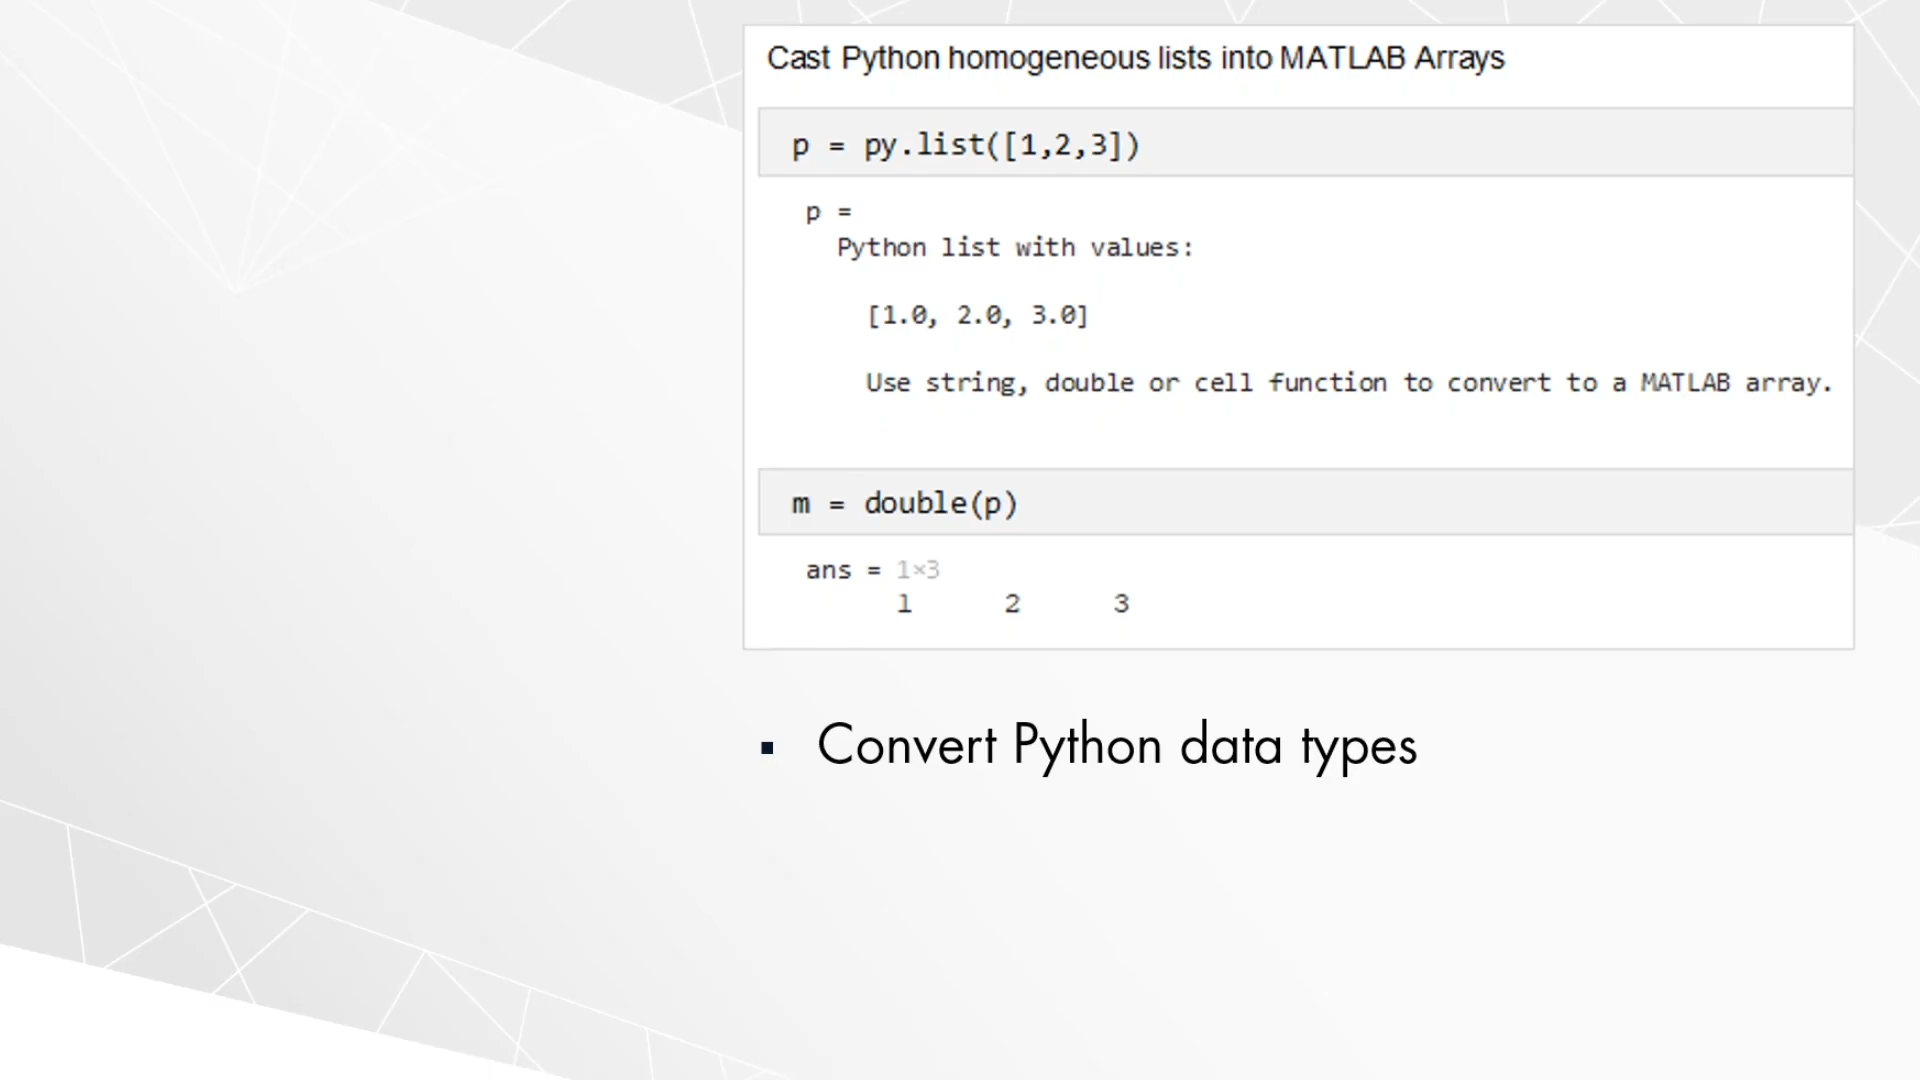 Cast Python homogeneous lists into MATLAB Arrays
p = py.list([1,2,3])
p =
Python list with values:
[1.0, 2.0, 3.0]
Use string, double or cell function to convert to a MATLAB array.
m = double(p)
ans = 1×3
1 2 3
▪ Convert Python data types